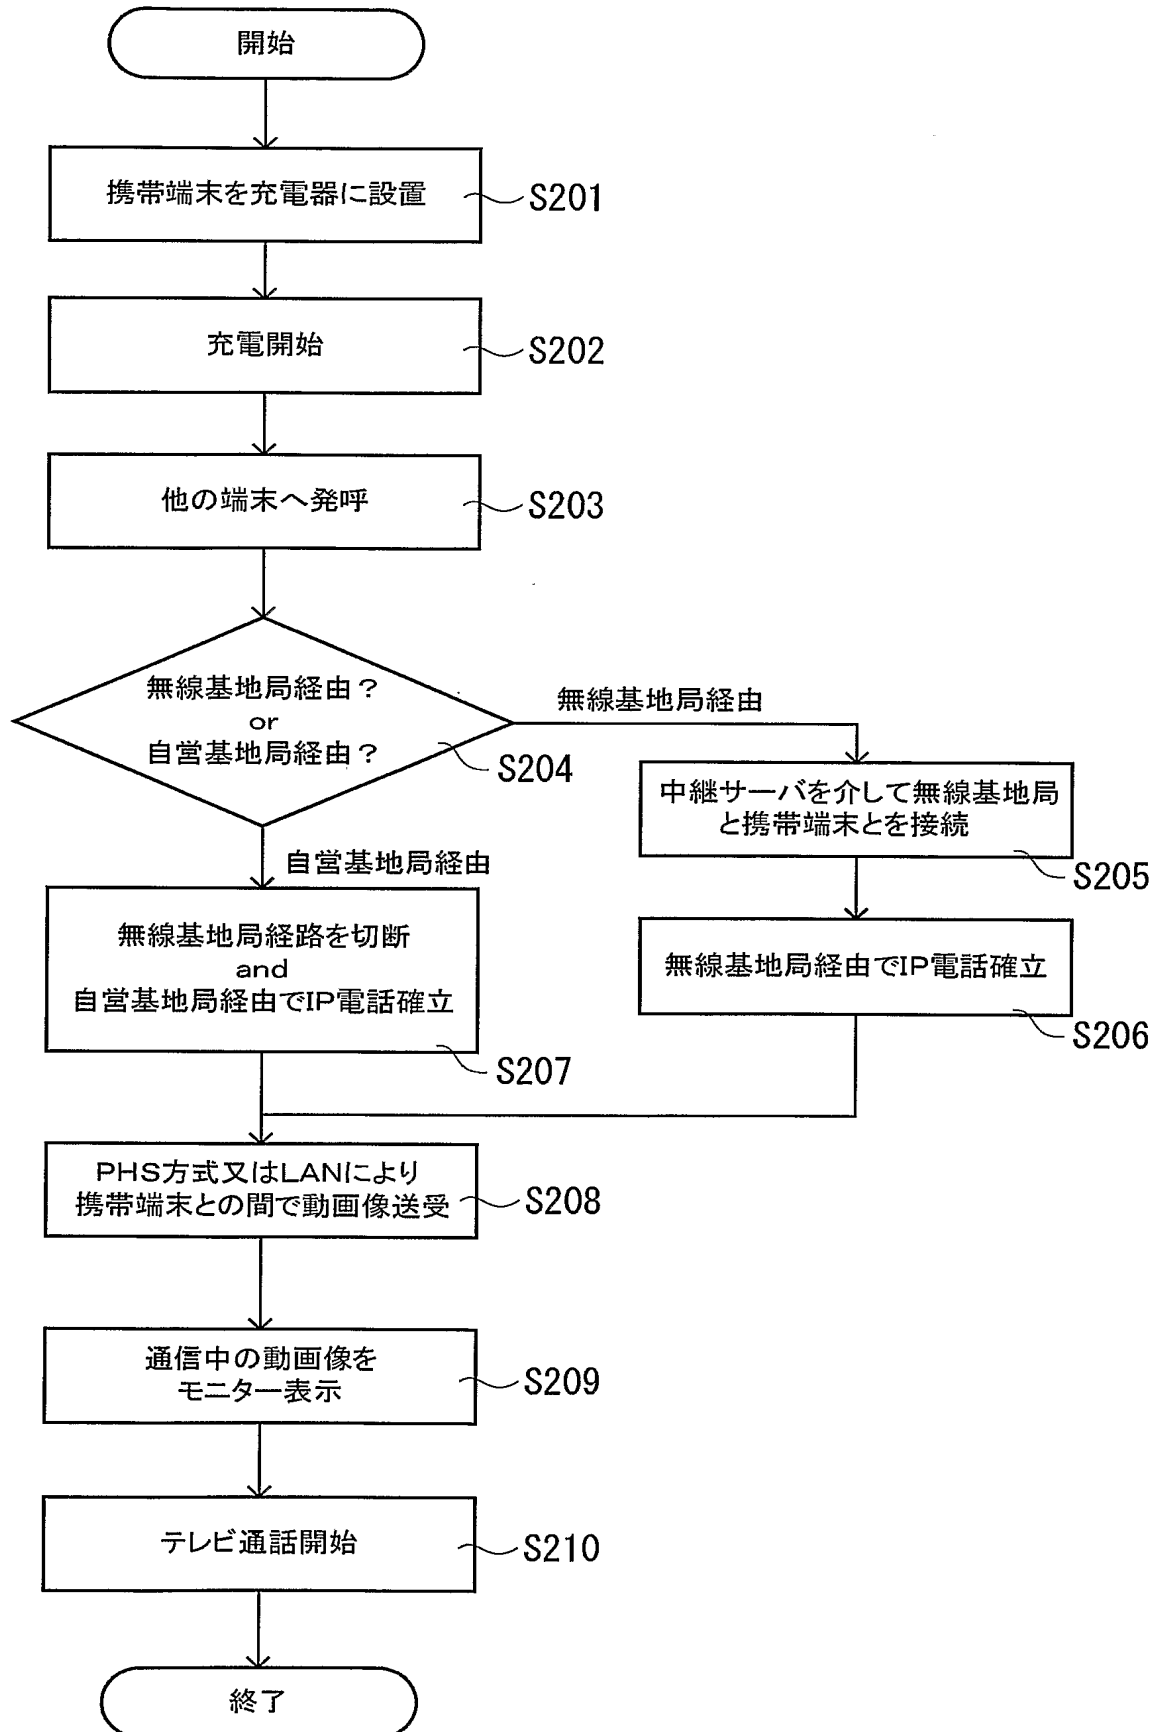 開始
携帯端末を充電器に設置
S201
充電開始
S202
他の端末へ発呼
S203
無線基地局経由?
or
自営基地局経由?
S204
無線基地局経由
中継サーバを介して無線基地局
と携帯端末とを接続
S205
無線基地局経由でIP電話確立
S206
自営基地局経由
無線基地局経路を切断
and
自営基地局経由でIP電話確立
S207
PHS方式又はLANにより
携帯端末との間で動画像送受
S208
通信中の動画像を
モニター表示
S209
テレビ通話開始
S210
終了